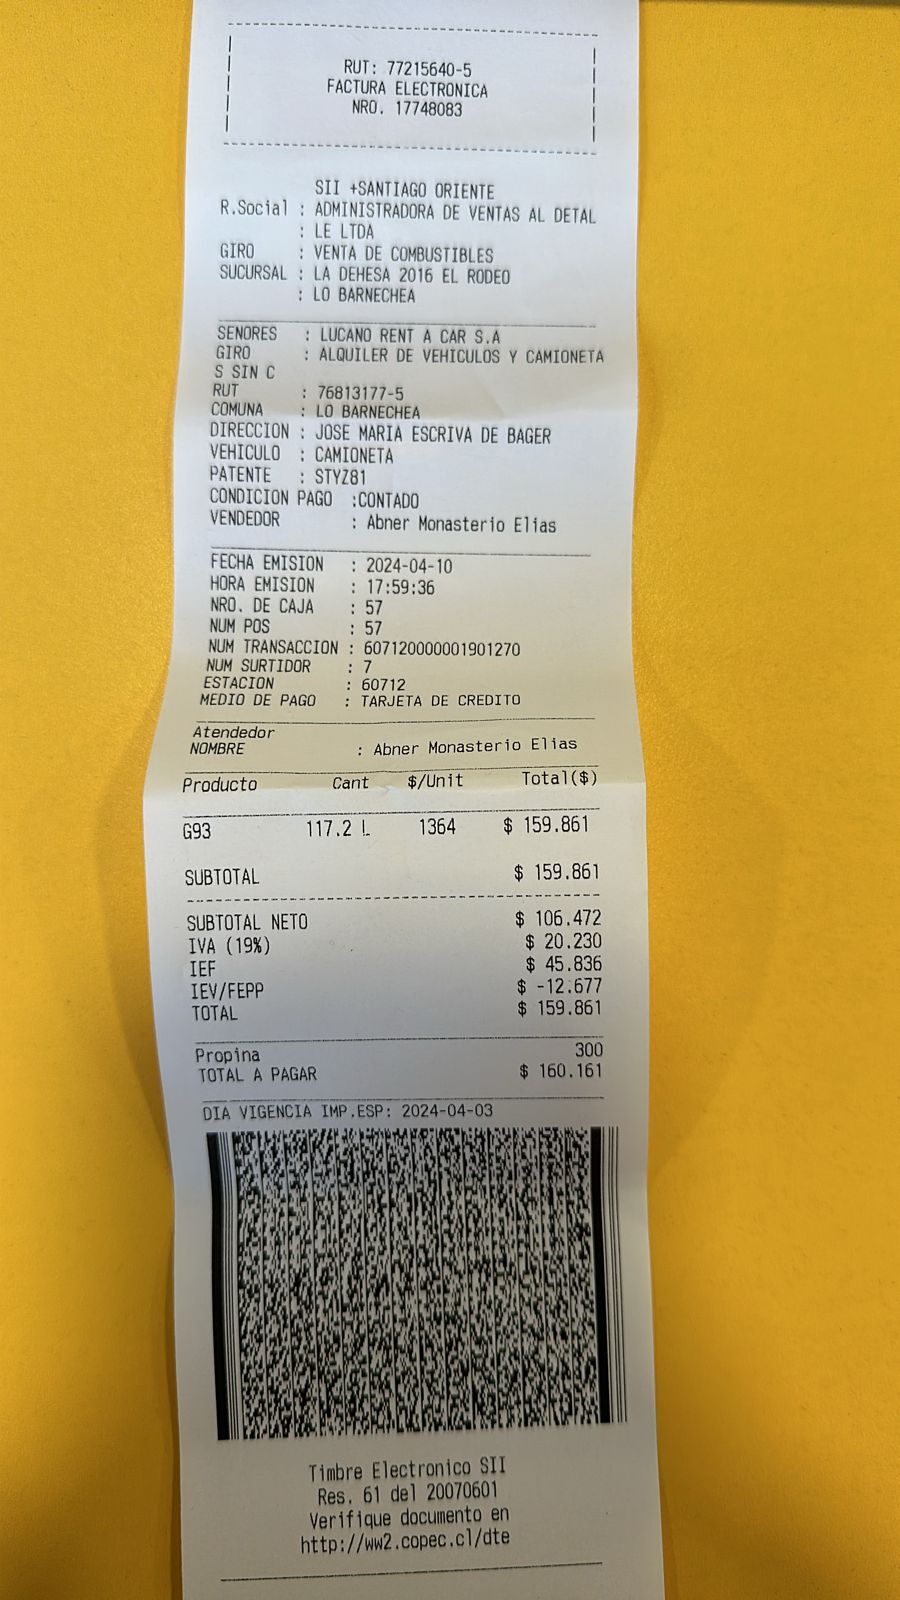 RUT: 77215640-5
FACTURA ELECTRONICA
NRO. 17748083
SII +SANTIAGO ORIENTE
R.Social : ADMINISTRADORA DE VENTAS AL DETAL
: LE LTDA
GIRO : VENTA DE COMBUSTIBLES
SUCURSAL : LA DEHESA 2016 EL RODEO
: LO BARNECHEA
SENORES : LUCANO RENT A CAR S.A
GIRO : ALQUILER DE VEHICULOS Y CAMIONETA
S SIN C
RUT : 76813177-5
COMUNA : LO BARNECHEA
DIRECCION : JOSE MARIA ESCRIVA DE BAGER
VEHICULO : CAMIONETA
PATENTE : STYZ81
CONDICION PAGO :CONTADO
VENDEDOR : Abner Monasterio Elias
FECHA EMISION : 2024-04-10
HORA EMISION : 17:59:36
NRO. DE CAJA : 57
NUM POS : 57
NUM TRANSACCION : 607120000001901270
NUM SURTIDOR : 7
ESTACION : 60712
MEDIO DE PAGO : TARJETA DE CREDITO
Atendedor
NOMBRE : Abner Monasterio Elias
Producto Cant $/Unit Total($)
G93 117.2 L 1364 $ 159.861
SUBTOTAL $ 159.861
SUBTOTAL NETO $ 106.472
IVA (19%) $ 20.230
IEF $ 45.836
IEV/FEPP $ -12.677
TOTAL $ 159.861
Propina 300
TOTAL A PAGAR $ 160.161
DIA VIGENCIA IMP.ESP: 2024-04-03
Timbre Electronico SII
Res. 61 del 20070601
Verifique documento en
http://ww2.copec.cl/dte